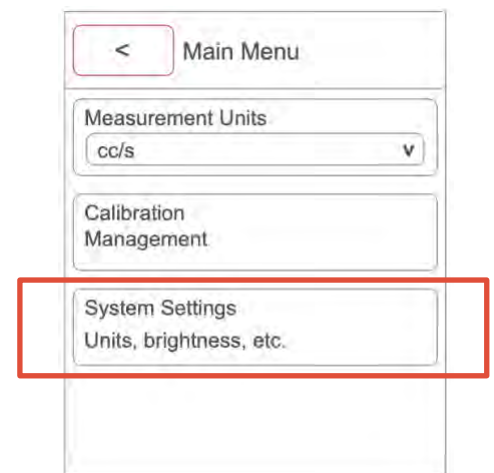 < Main Menu
Measurement Units
cc/s v
Calibration
Management
System Settings
Units, brightness, etc.